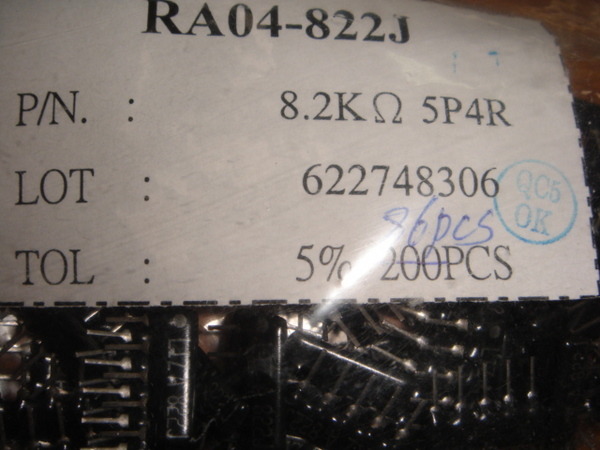 RA04-822J
P/N. : 8.2KΩ 5P4R
LOT : 622748306
QC5
OK
86pcs
TOL : 5% 200PCS